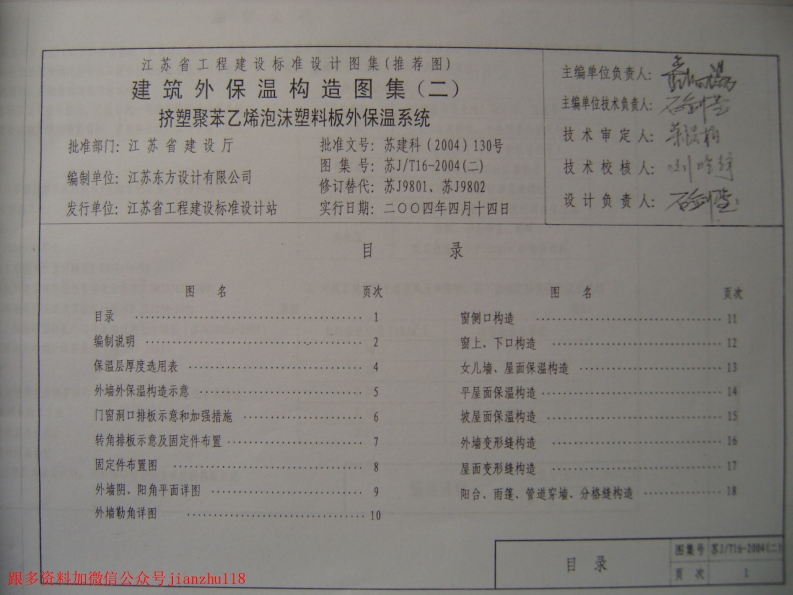 江苏省工程建设标准设计图集(推荐图)
建筑外保温构造图集(二)
挤塑聚苯乙烯泡沫塑料板外保温系统
批准部门: 江苏省建设厅
批准文号: 苏建科(2004)130号
图集号: 苏J/T16-2004(二)
编制单位: 江苏东方设计有限公司
修订替代: 苏J9801、苏J9802
发行单位: 江苏省工程建设标准设计站
实行日期: 二〇〇四年四月十四日
主编单位负责人:
主编单位技术负责人:
技术审定人:
技术校核人:
设计负责人:
目 录
图 名 页次
目录 1
编制说明 2
保温层厚度选用表 4
外墙外保温构造示意 5
门窗洞口排板示意和加强措施 6
转角排板示意及固定件布置 7
固定件布置图 8
外墙阴、阳角平面详图 9
外墙勒角详图 10
图 名 页次
窗侧口构造 11
窗上、下口构造 12
女儿墙、屋面保温构造 13
平屋面保温构造 14
坡屋面保温构造 15
外墙变形缝构造 16
屋面变形缝构造 17
阳台、雨蓬、管道穿墙、分格缝构造 18
目 录
图集号 苏J/T16-2004(二)
页次 1
跟多资料加微信公众号jianzhu118